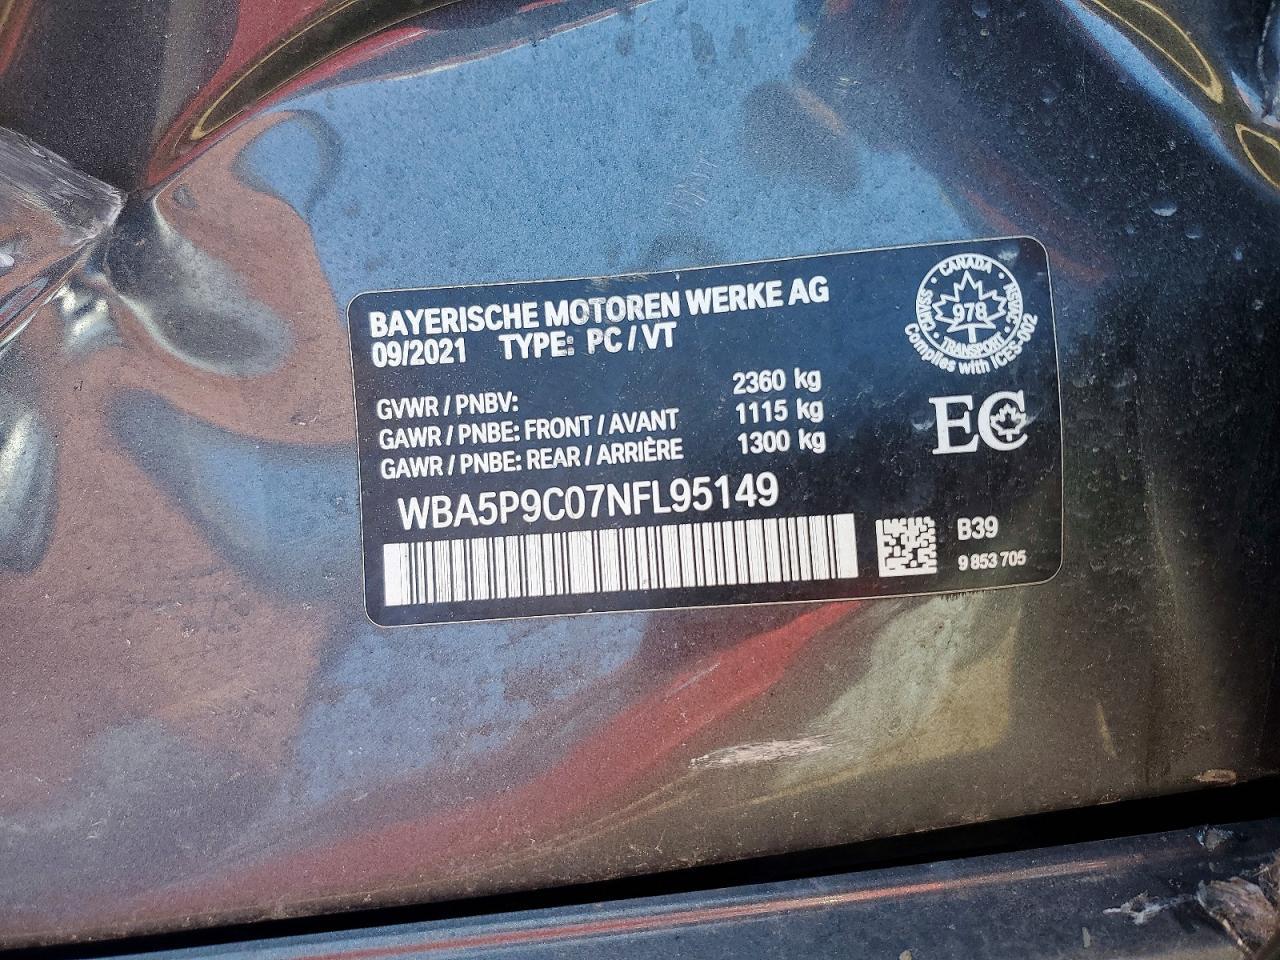 BAYERISCHE MOTOREN WERKE AG
09/2021 TYPE: PC / VT
GVWR / PNBV: 2360 kg
GAWR / PNBE: FRONT / AVANT 1115 kg
GAWR / PNBE: REAR / ARRIÈRE 1300 kg
WBA5P9C07NFL95149
CANADA
978
TRANSPORT
CMVSS
NSVAC
Complies with ICES-002
EC
B39
9 853 705